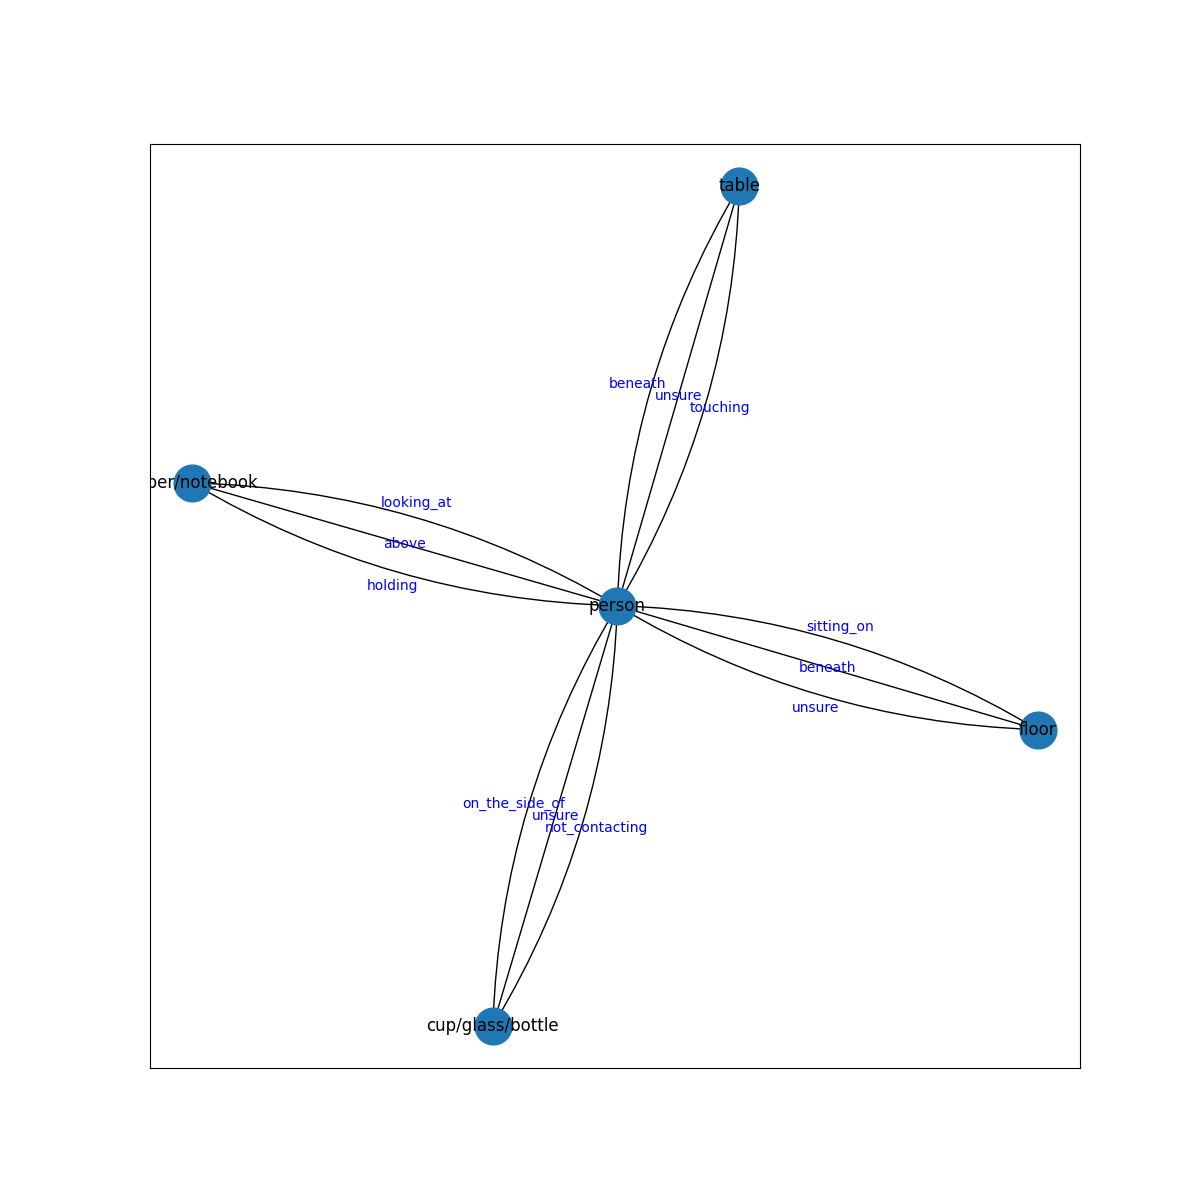 table
beneath
unsure
touching
per/notebook
looking_at
above
holding
person
sitting_on
beneath
unsure
floor
on_the_side_of
unsure
not_contacting
cup/glass/bottle